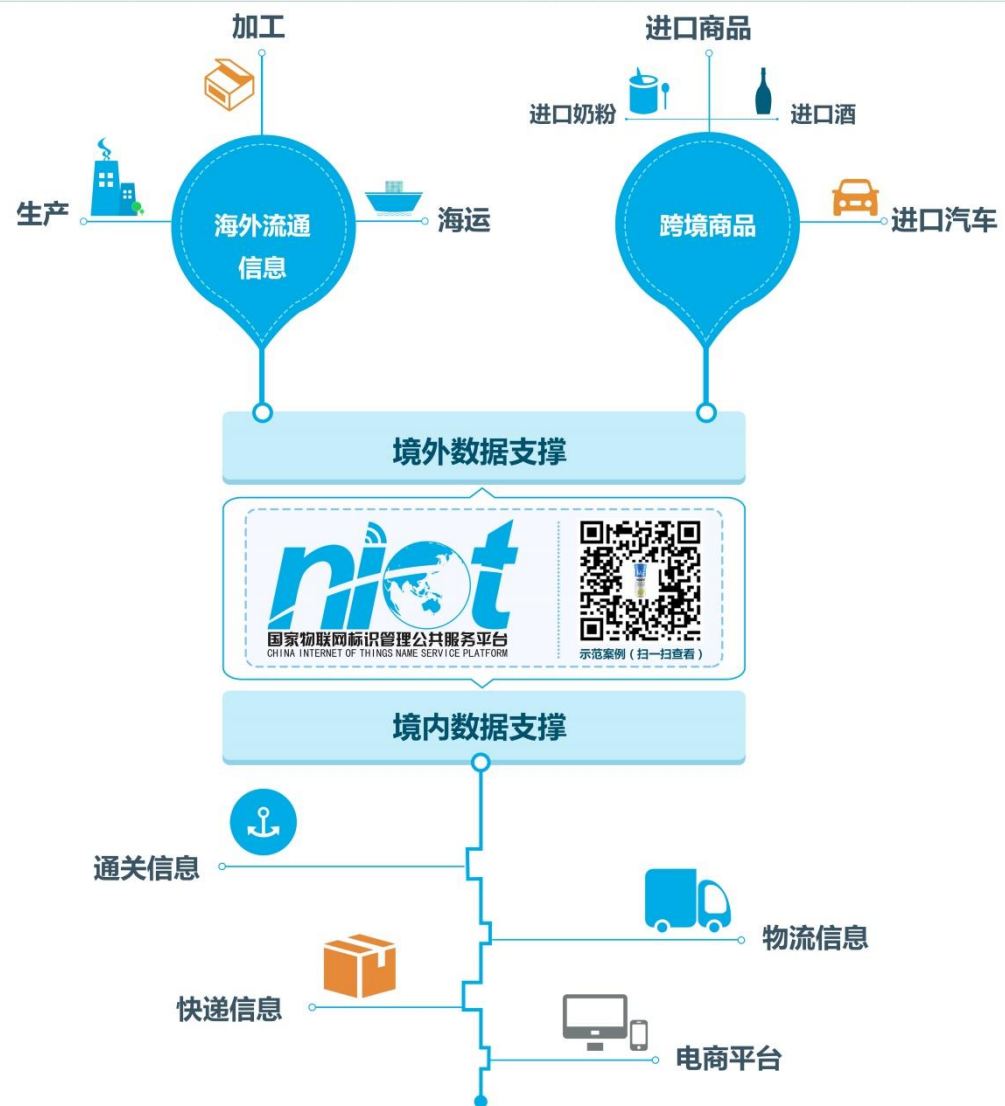 加工
进口商品
进口奶粉
进口酒
生产
海外流通
信息
海运
跨境商品
进口汽车
境外数据支撑
niot
国家物联网标识管理公共服务平台
CHINA INTERNET OF THINGS NAME SERVICE PLATFORM
示范案例（扫一扫查看）
境内数据支撑
通关信息
物流信息
快递信息
电商平台